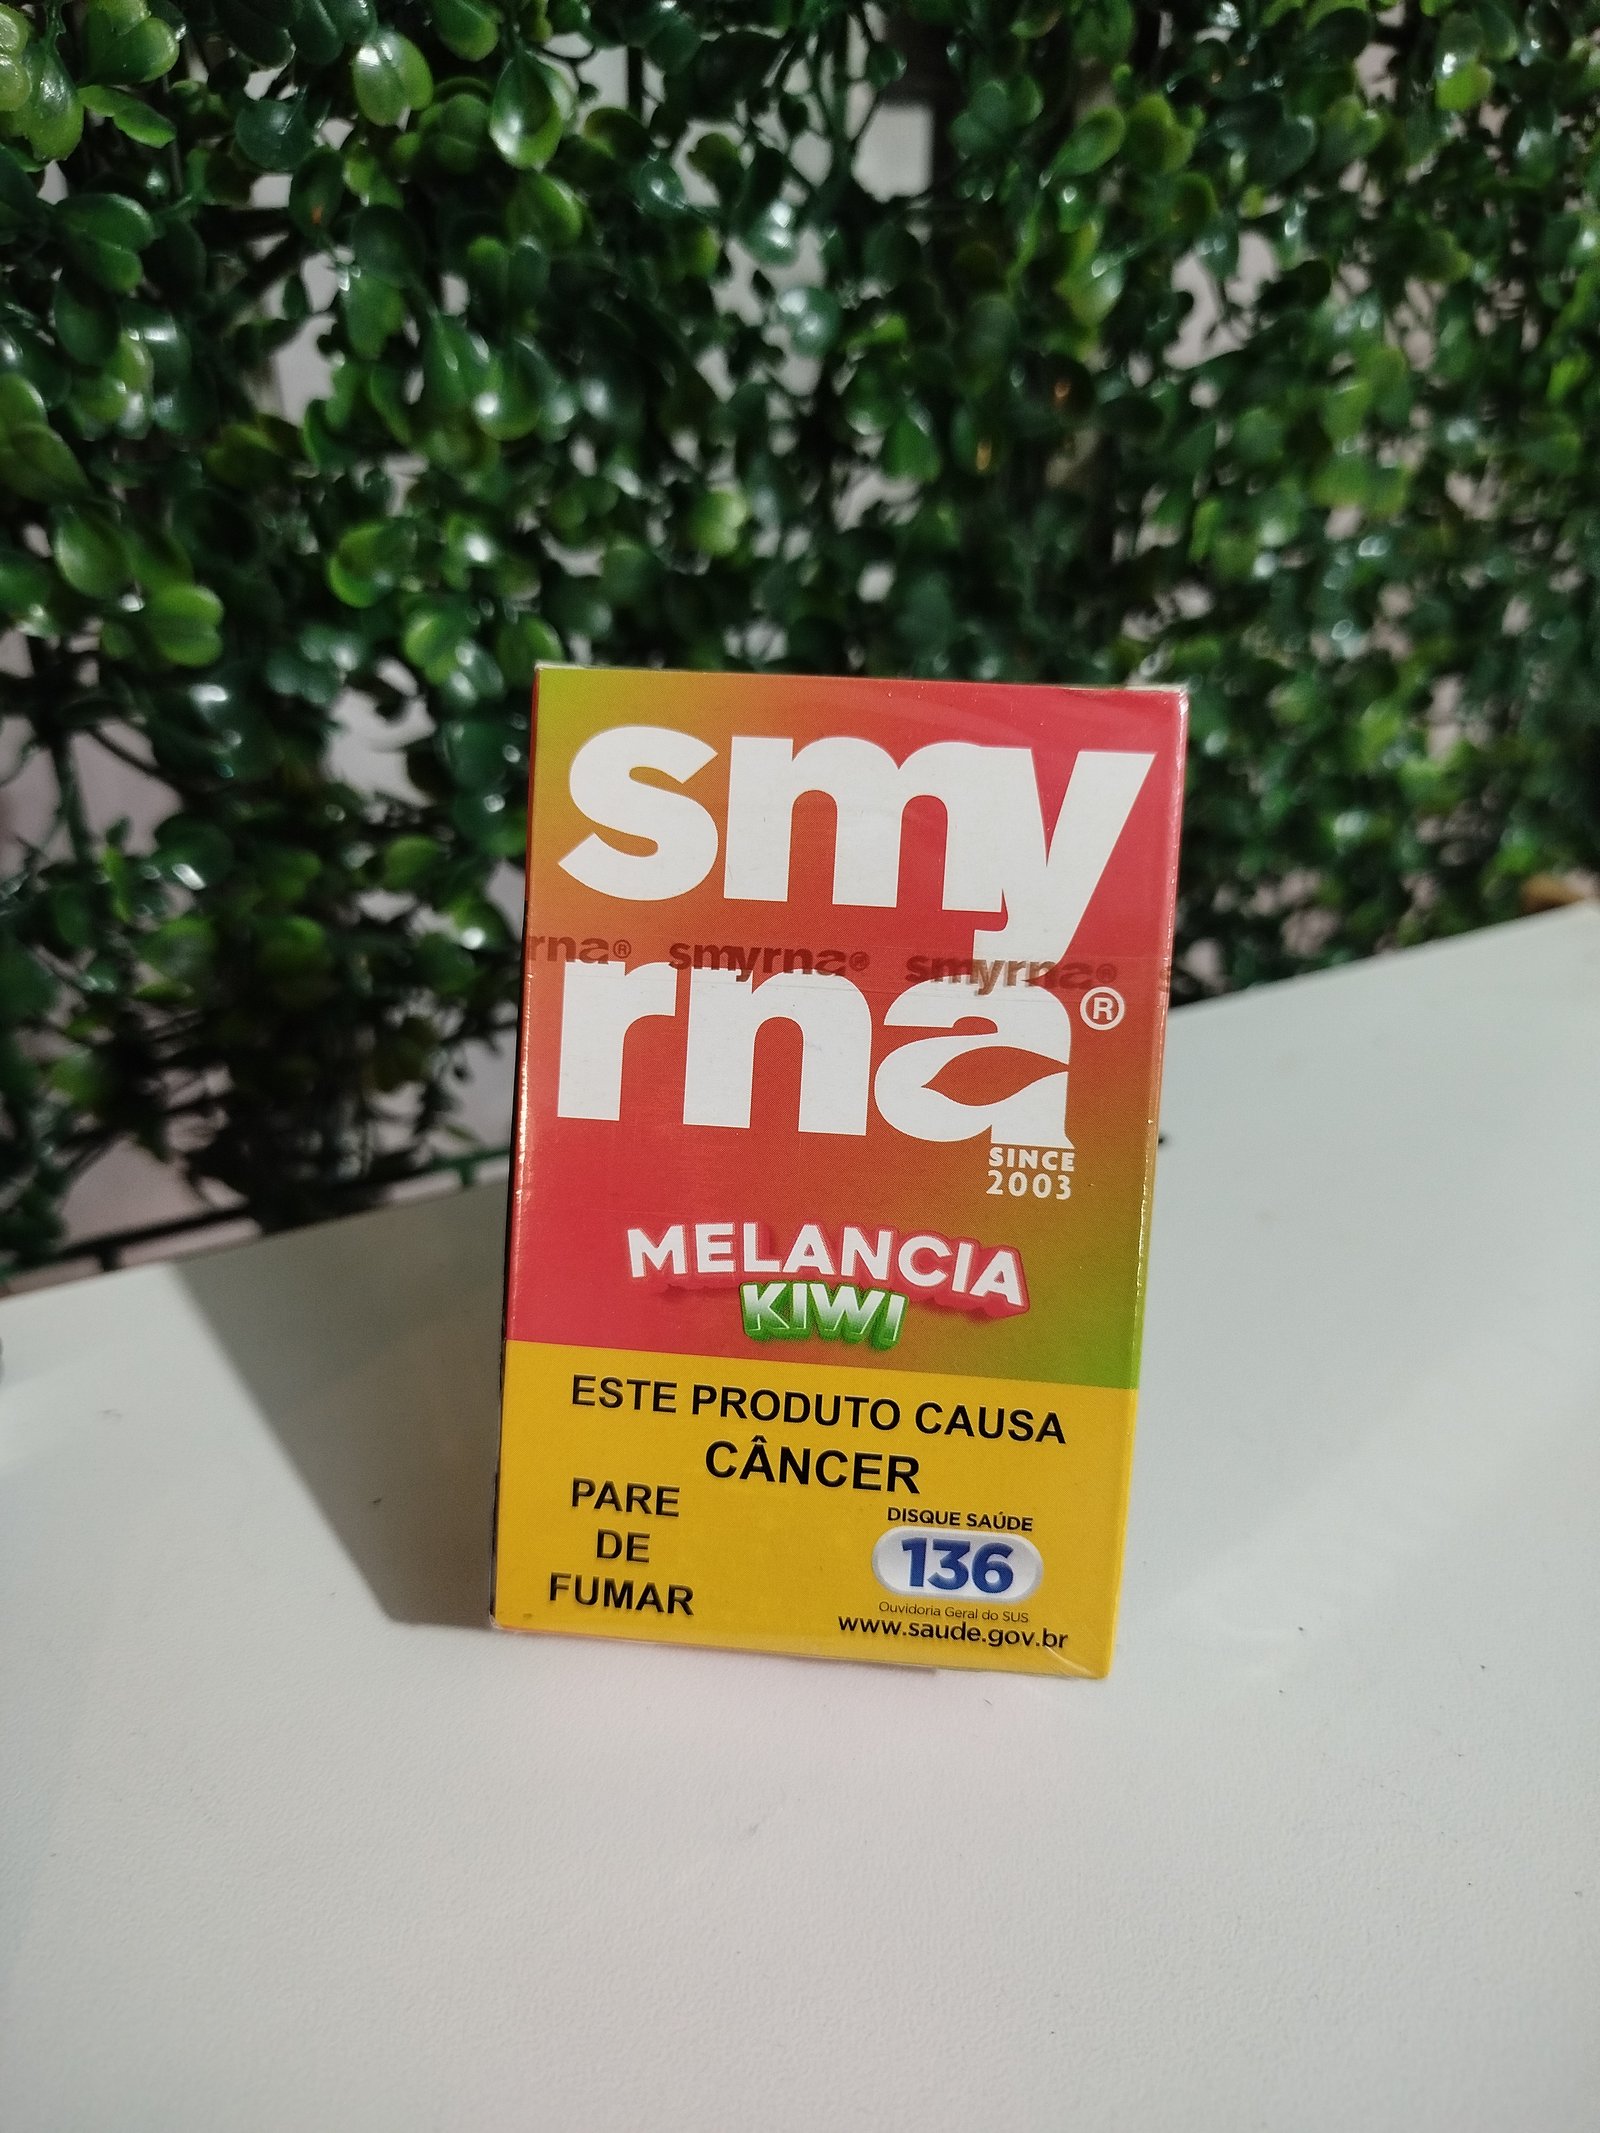 smy
rna® smyrna® smyrna®
rna®
SINCE
2003
MELANCIA
KIWI
ESTE PRODUTO CAUSA
CÂNCER
PARE
DE
FUMAR
DISQUE SAÚDE
136
Ouvidoria Geral do SUS
www.saude.gov.br